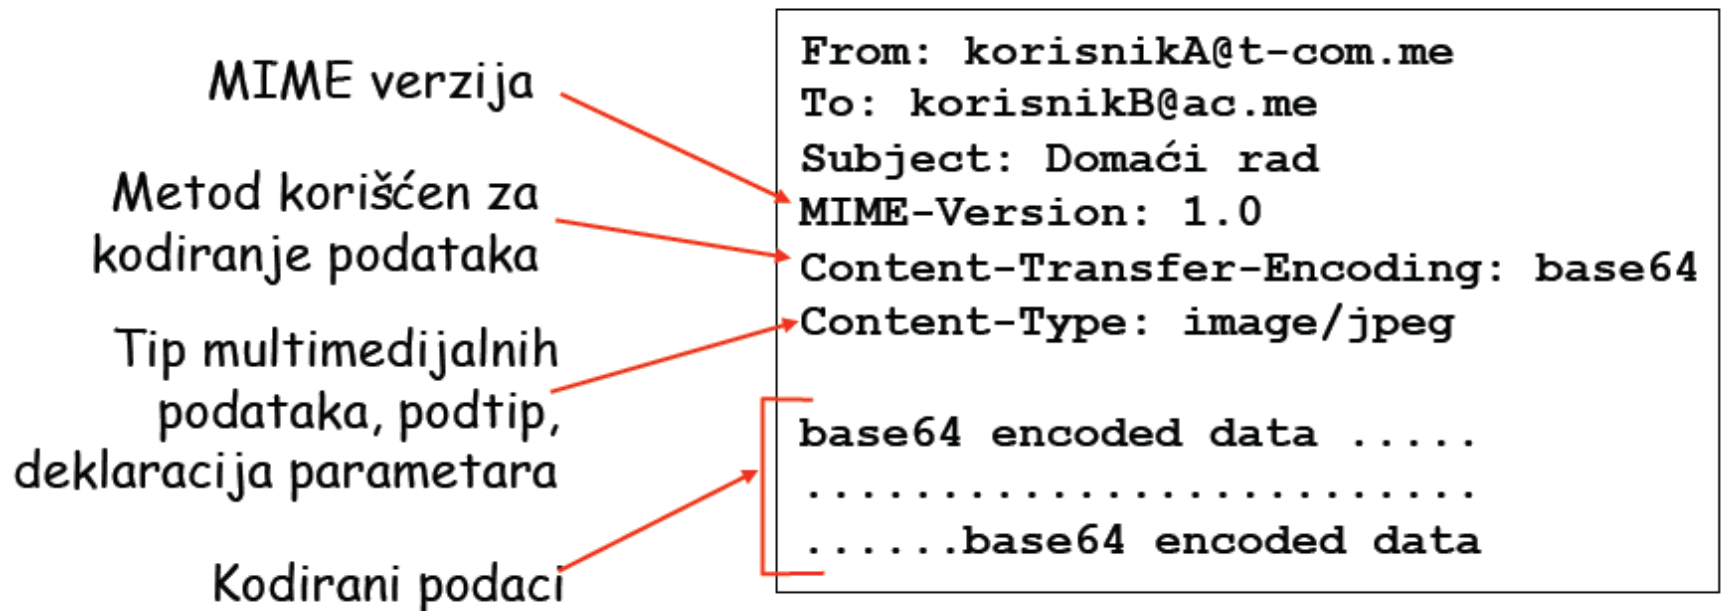 MIME verzija
Metod korišćen za
kodiranje podataka
Tip multimedijalnih
podataka, podtip,
deklaracija parametara
Kodirani podaci
From: korisnikA@t-com.me
To: korisnikB@ac.me
Subject: Domaći rad
MIME-Version: 1.0
Content-Transfer-Encoding: base64
Content-Type: image/jpeg
base64 encoded data .....
.........................
......base64 encoded data